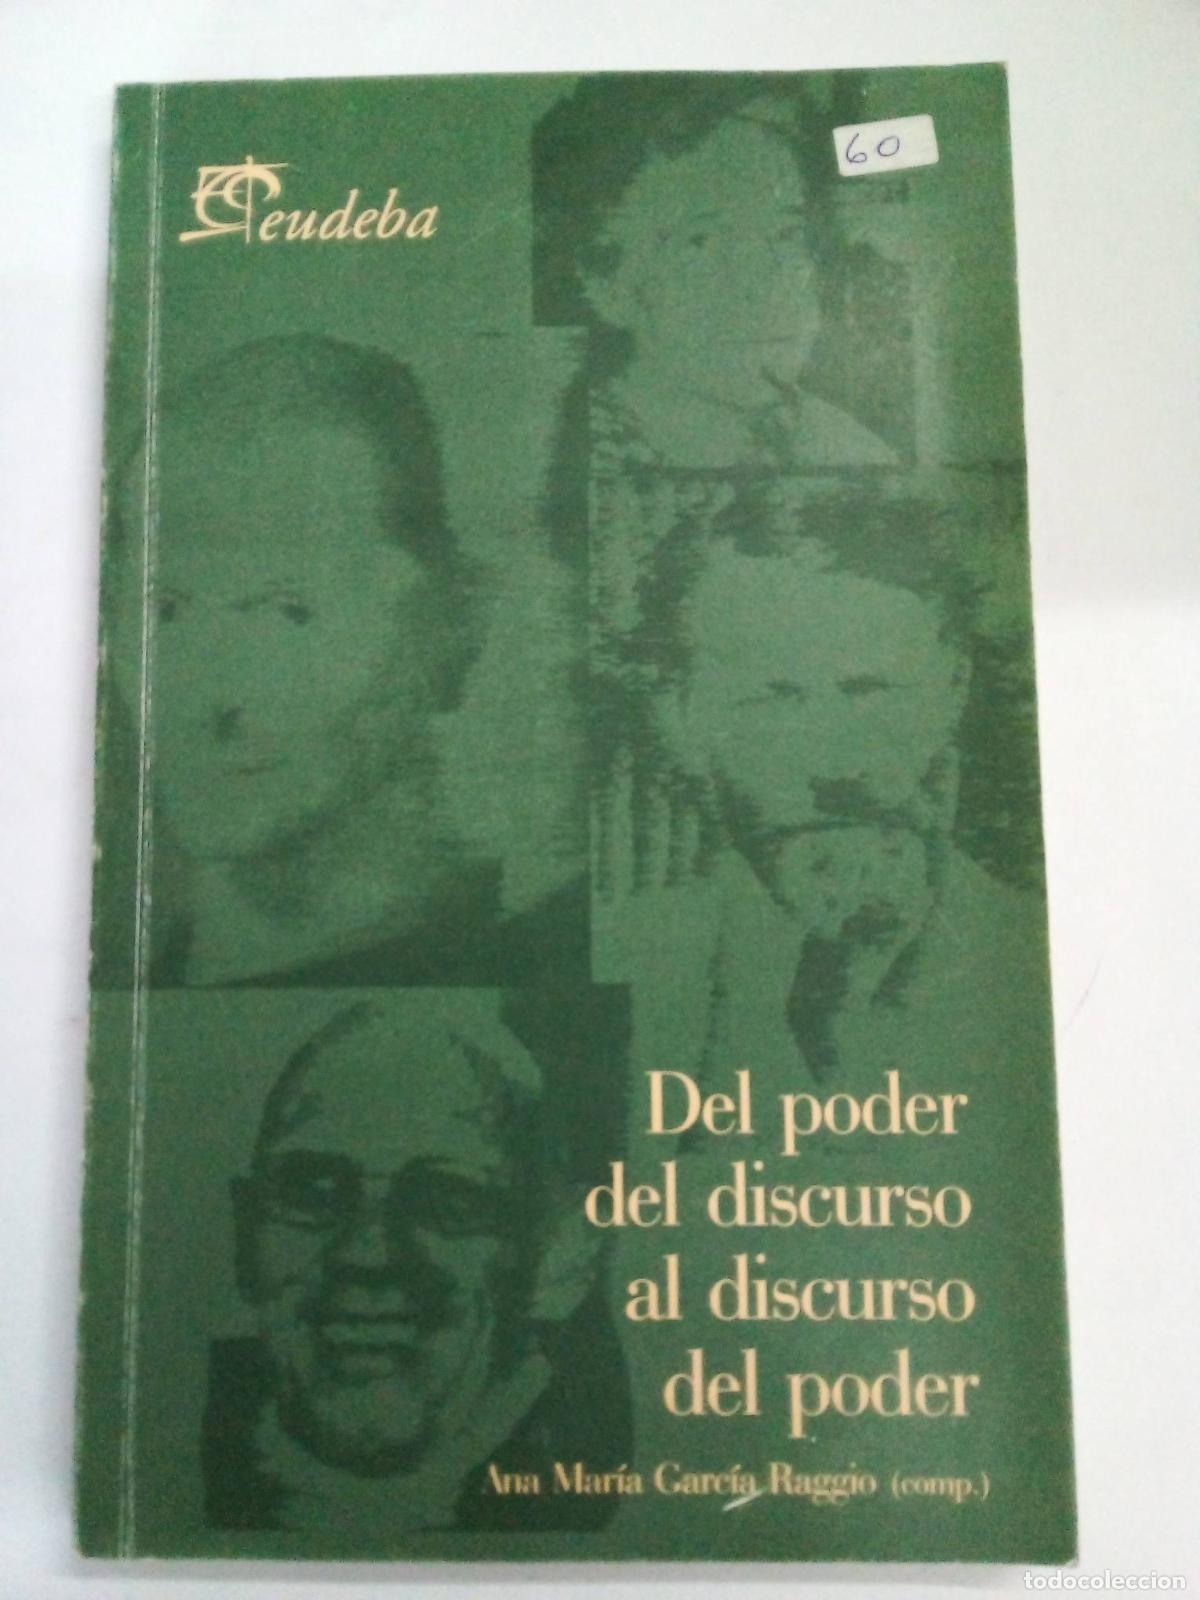 60
eudeba
Del poder
del discurso
al discurso
del poder
Ana María García Raggio (comp.)
todocoleccion